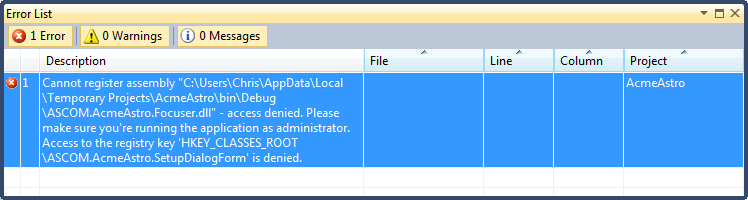 Error List
1 Error 0 Warnings 0 Messages
Description File Line Column Project
1 Cannot register assembly "C:\Users\Chris\AppData\Local AcmeAstro
\Temporary Projects\AcmeAstro\bin\Debug
\ASCOM.AcmeAstro.Focuser.dll" - access denied. Please
make sure you're running the application as administrator.
Access to the registry key 'HKEY_CLASSES_ROOT
\ASCOM.AcmeAstro.SetupDialogForm' is denied.